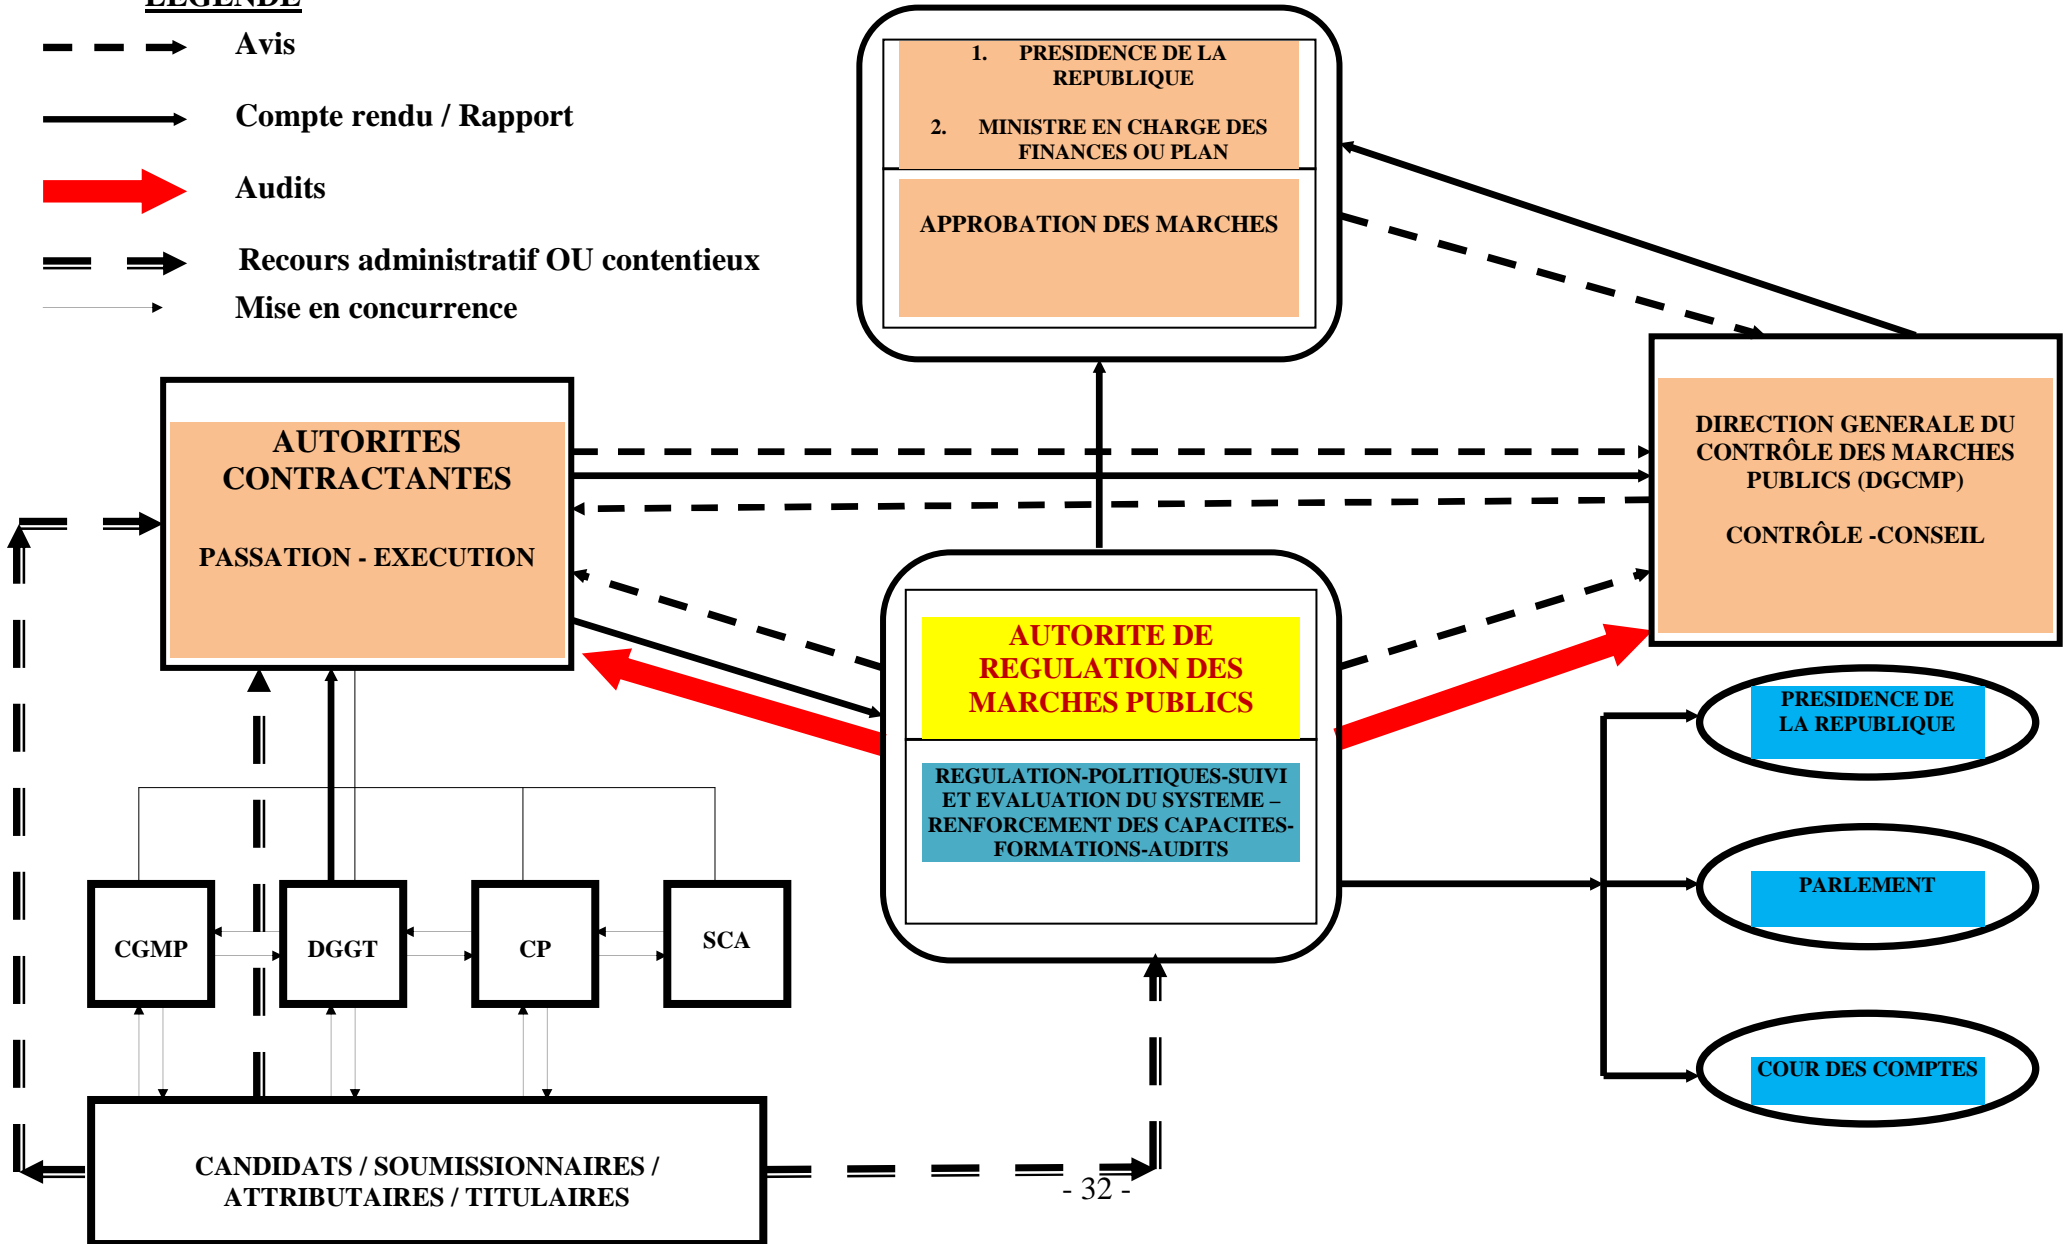 LEGENDE
Avis
Compte rendu / Rapport
Audits
Recours administratif OU contentieux
Mise en concurrence
1. PRESIDENCE DE LA
REPUBLIQUE
2. MINISTRE EN CHARGE DES
FINANCES OU PLAN
APPROBATION DES MARCHES
AUTORITES
CONTRACTANTES
PASSATION - EXECUTION
DIRECTION GENERALE DU
CONTRÔLE DES MARCHES
PUBLICS (DGCMP)
CONTRÔLE -CONSEIL
AUTORITE DE
REGULATION DES
MARCHES PUBLICS
REGULATION-POLITIQUES-SUIVI
ET EVALUATION DU SYSTEME –
RENFORCEMENT DES CAPACITES-
FORMATIONS-AUDITS
PRESIDENCE DE
LA REPUBLIQUE
PARLEMENT
COUR DES COMPTES
CGMP
DGGT
CP
SCA
CANDIDATS / SOUMISSIONNAIRES /
ATTRIBUTAIRES / TITULAIRES
- 32 -